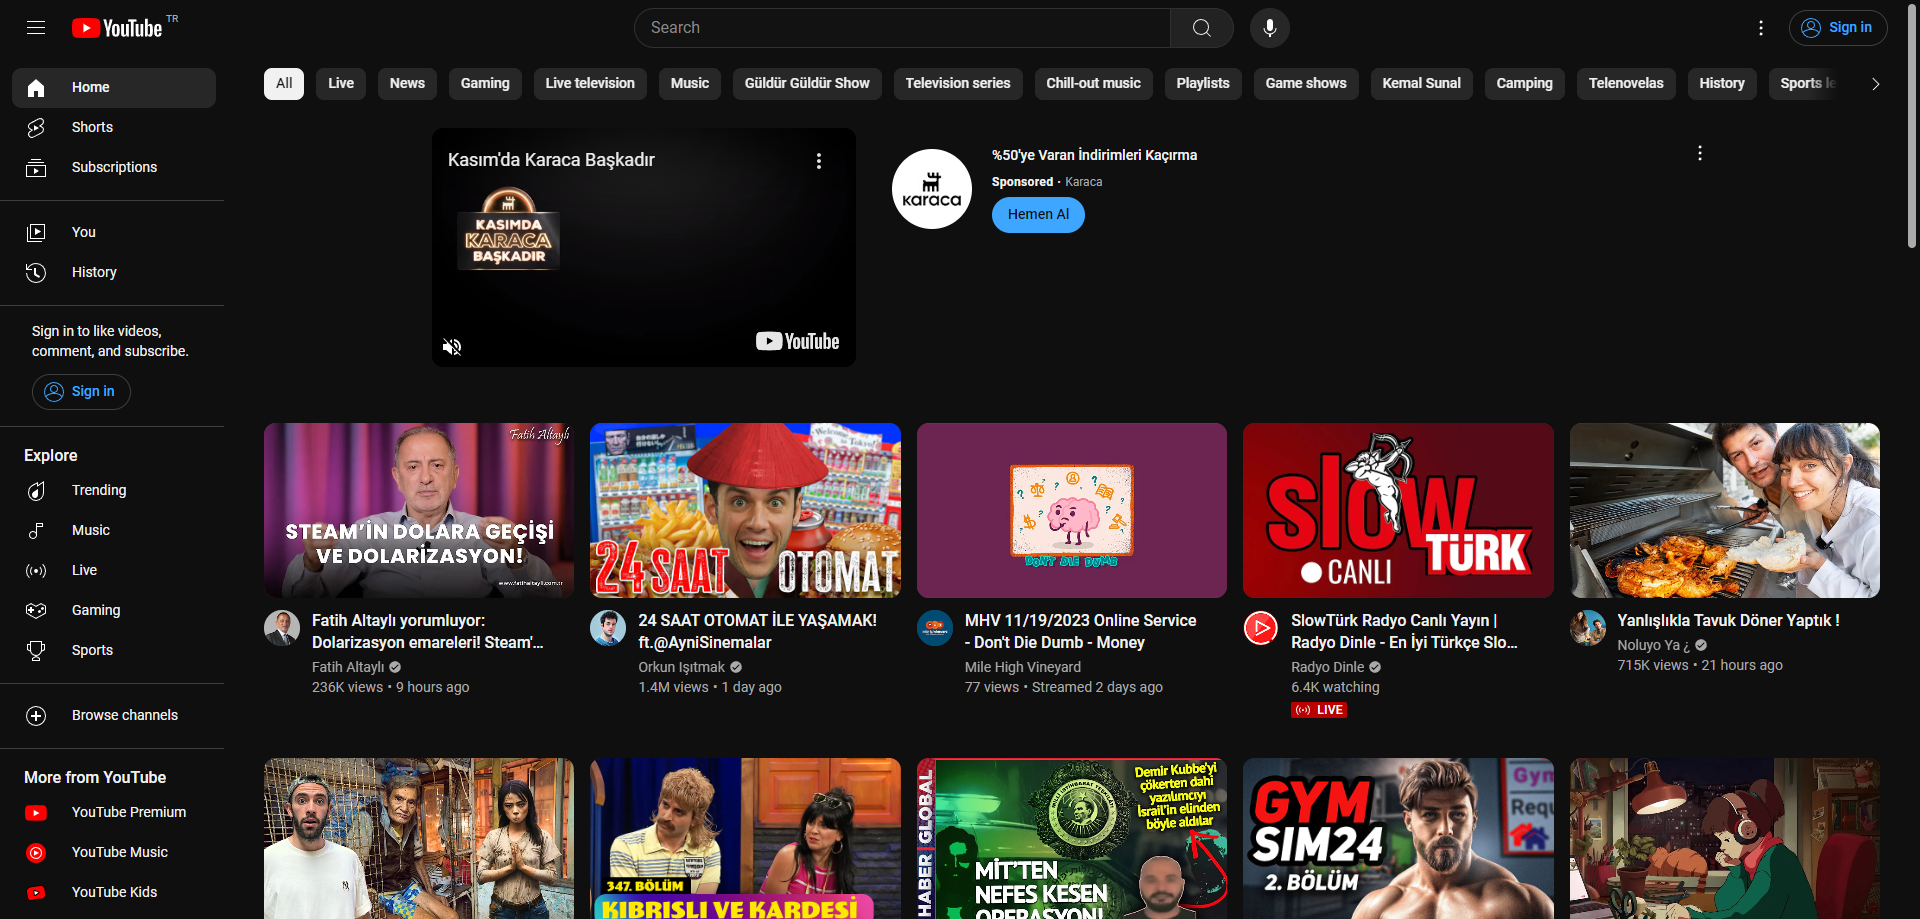 YouTube TR
Search
Sign in
Home
Shorts
Subscriptions
You
History
Sign in to like videos,
comment, and subscribe.
Sign in
Explore
Trending
Music
Live
Gaming
Sports
Browse channels
More from YouTube
YouTube Premium
YouTube Music
YouTube Kids
All Live News Gaming Live television Music Güldür Güldür Show Television series Chill-out music Playlists Game shows Kemal Sunal Camping Telenovelas History Sports le
Kasım'da Karaca Başkadır
KASIMDA
KARACA
BAŞKADIR
YouTube
karaca
%50'ye Varan İndirimleri Kaçırma
Sponsored · Karaca
Hemen Al
Fatih Altaylı
STEAM'İN DOLARA GEÇİŞİ
VE DOLARİZASYON!
www.fatihaltayli.com.tr
Fatih Altaylı yorumluyor:
Dolarizasyon emareleri! Steam'...
Fatih Altaylı
236K views • 9 hours ago
24 SAAT OTOMAT
24 SAAT OTOMAT İLE YAŞAMAK!
ft.@AyniSinemalar
Orkun Işıtmak
1.4M views • 1 day ago
DON'T DIE DUMB
MHV 11/19/2023 Online Service
- Don't Die Dumb - Money
Mile High Vineyard
77 views • Streamed 2 days ago
slow
TÜRK
CANLI
SlowTürk Radyo Canlı Yayın |
Radyo Dinle - En İyi Türkçe Slo...
Radyo Dinle
6.4K watching
LIVE
Yanlışlıkla Tavuk Döner Yaptık !
Noluyo Ya ¿
715K views • 21 hours ago
347. BÖLÜM
KIBRISLI VE KARDEŞİ
HABER GLOBAL
Demir Kubbe'yi
çökerten dahi
yazılımcıyı
İsrail'in elinden
böyle aldılar
MİT'TEN
NEFES KESEN
OPERASYON!
GYM
SIM24
2. BÖLÜM
Gym
Requ